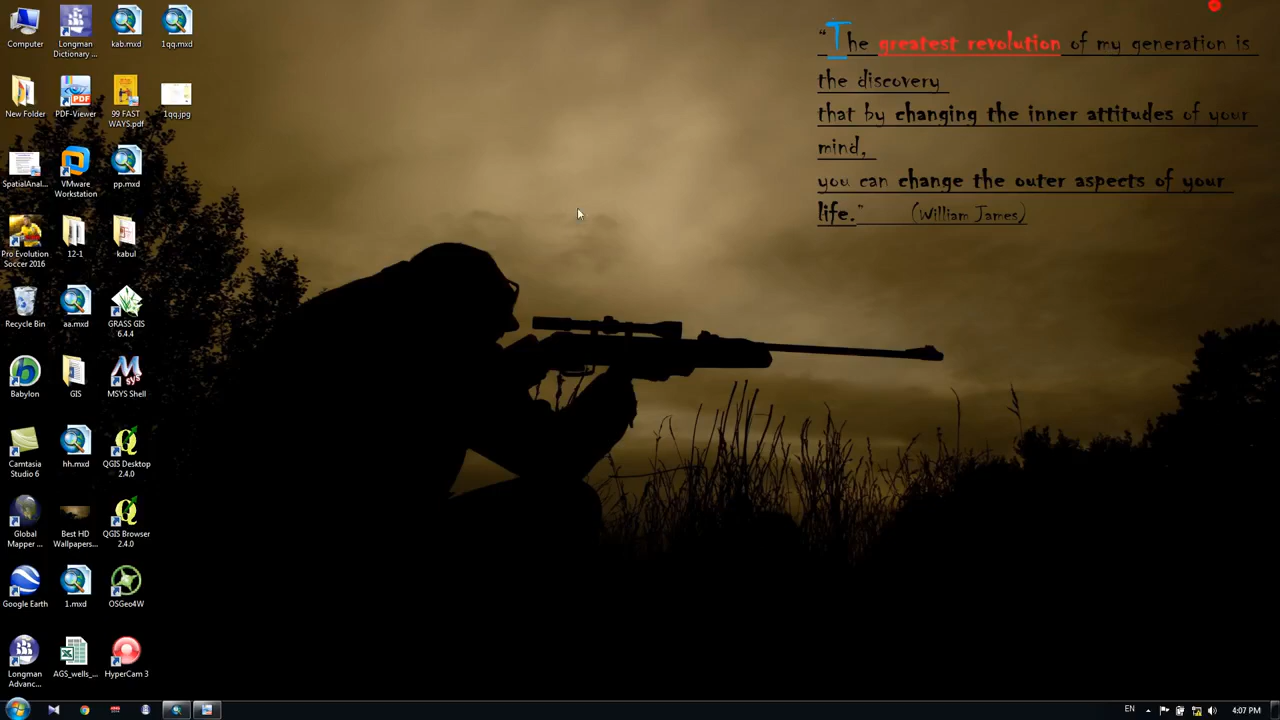 “The greatest revolution of my generation is
the discovery
that by changing the inner attitudes of your
mind,
you can change the outer aspects of your
life.” (William James)
Computer
Longman
Dictionary ...
kab.mxd
1qq.mxd
New Folder
PDF-Viewer
99 FAST
WAYS.pdf
1qq.jpg
SpatialAnal...
VMware
Workstation
pp.mxd
Pro Evolution
Soccer 2016
12-1
kabul
Recycle Bin
aa.mxd
GRASS GIS
6.4.4
Babylon
GIS
MSYS Shell
Camtasia
Studio 6
hh.mxd
QGIS Desktop
2.4.0
Global
Mapper ...
Best HD
Wallpapers...
QGIS Browser
2.4.0
Google Earth
1.mxd
OSGeo4W
Longman
Advanc...
AGS_wells_...
HyperCam 3
EN
4:07 PM